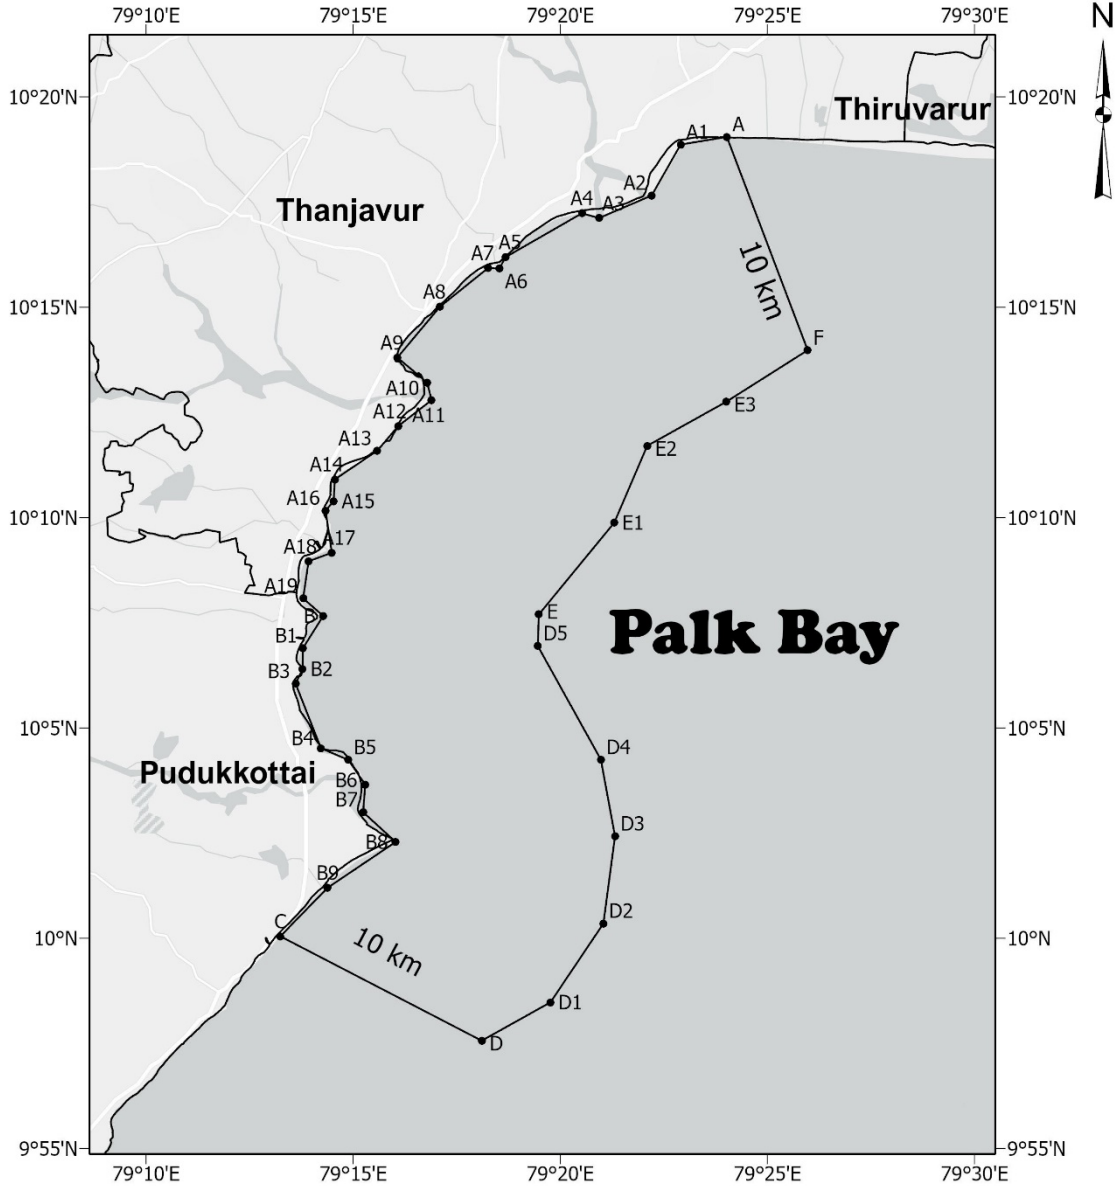 79°10'E 79°15'E 79°20'E 79°25'E 79°30'E
N
10°20'N 10°20'N
Thiruvarur
A1 A
A2
A4 A3
Thanjavur
A7 A5
A6
10 km
A8
10°15'N 10°15'N
F
A9
A10
E3
A12 A11
A13
E2
A14
A16 A15
10°10'N 10°10'N
E1
A18 A17
A19
B E
Palk Bay
B1 D5
B3 B2
10°5'N 10°5'N
B4
B5 D4
Pudukkottai
B6
B7
D3
B8
B9
C D2
10°N 10°N
10 km
D1
D
9°55'N 9°55'N
79°10'E 79°15'E 79°20'E 79°25'E 79°30'E